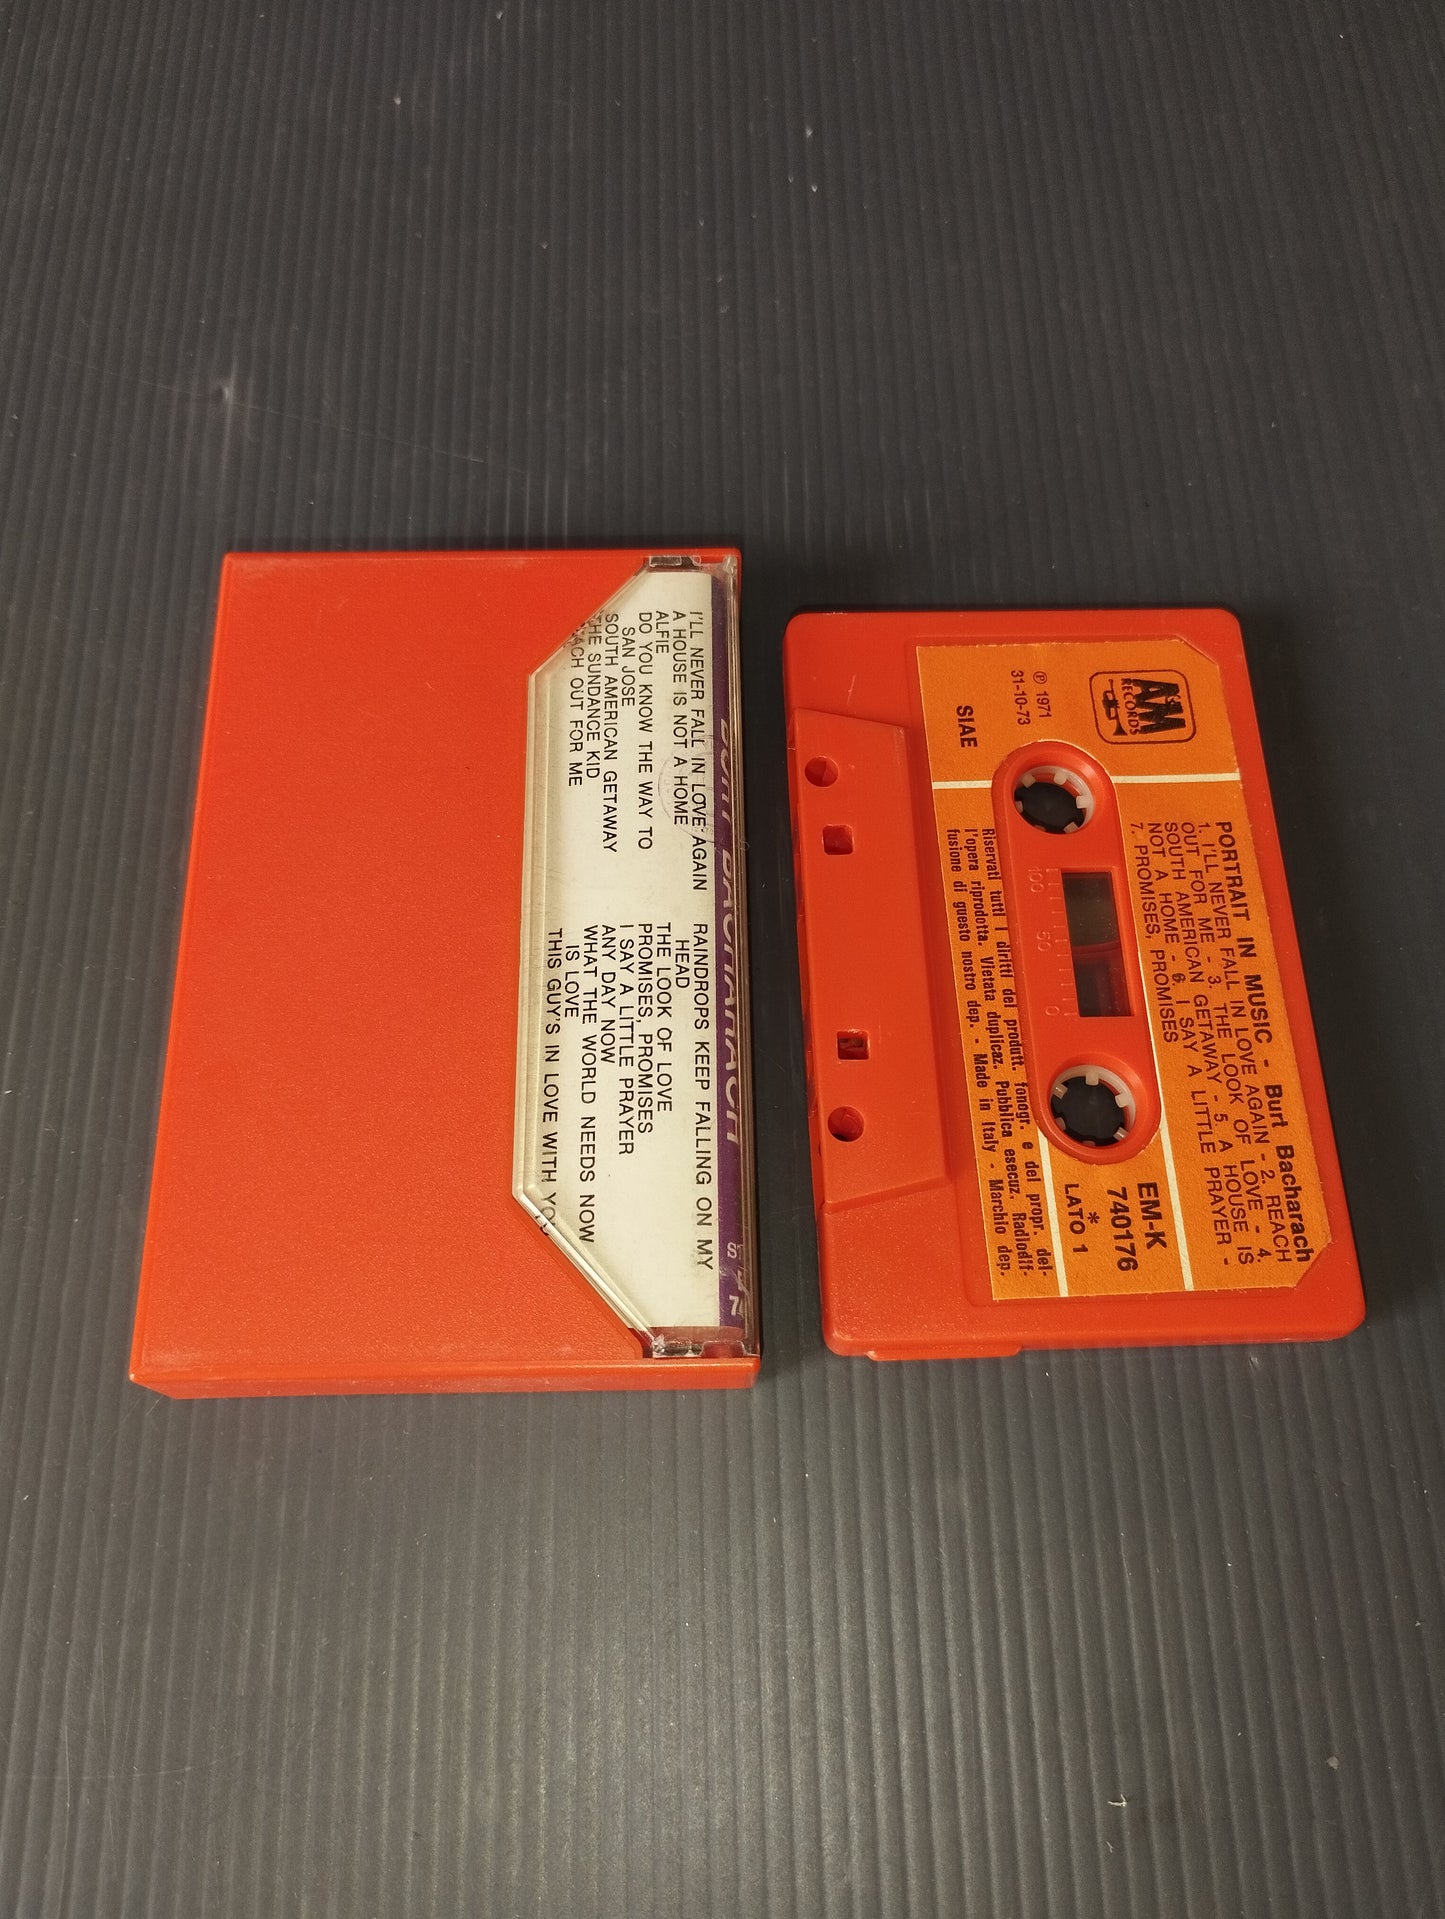 I'LL NEVER FALL IN LOVE AGAIN
A HOUSE IS NOT A HOME
ALFIE
DO YOU KNOW THE WAY TO
SAN JOSE
SOUTH AMERICAN GETAWAY
THE SUNDANCE KID
OUT FOR ME
RAINDROPS KEEP FALLING ON MY
HEAD
THE LOOK OF LOVE
PROMISES, PROMISES
I SAY A LITTLE PRAYER
ANY DAY NOW
WHAT THE WORLD NEEDS NOW
IS LOVE
THIS GUY'S IN LOVE WITH YOU
BURT BACHARACH
A&M
RECORDS
℗ 1971
31-10-73
SIAE
PORTRAIT IN MUSIC - Burt Bacharach
1. I'LL NEVER FALL IN LOVE AGAIN - 2. REACH
OUT FOR ME - 3. THE LOOK OF LOVE - 4.
SOUTH AMERICAN GETAWAY - 5. A HOUSE IS
NOT A HOME - 6. I SAY A LITTLE PRAYER -
7. PROMISES, PROMISES
EM-K
740176
*
LATO 1
100 50 0
Riservati tutti i diritti del produtt. fonogr. e del propr. del-
l'opera riprodotta. Vietata duplicaz. Pubblica esecuz. Radiodif-
fusione di questo nostro dep. - Made in Italy - Marchio dep.